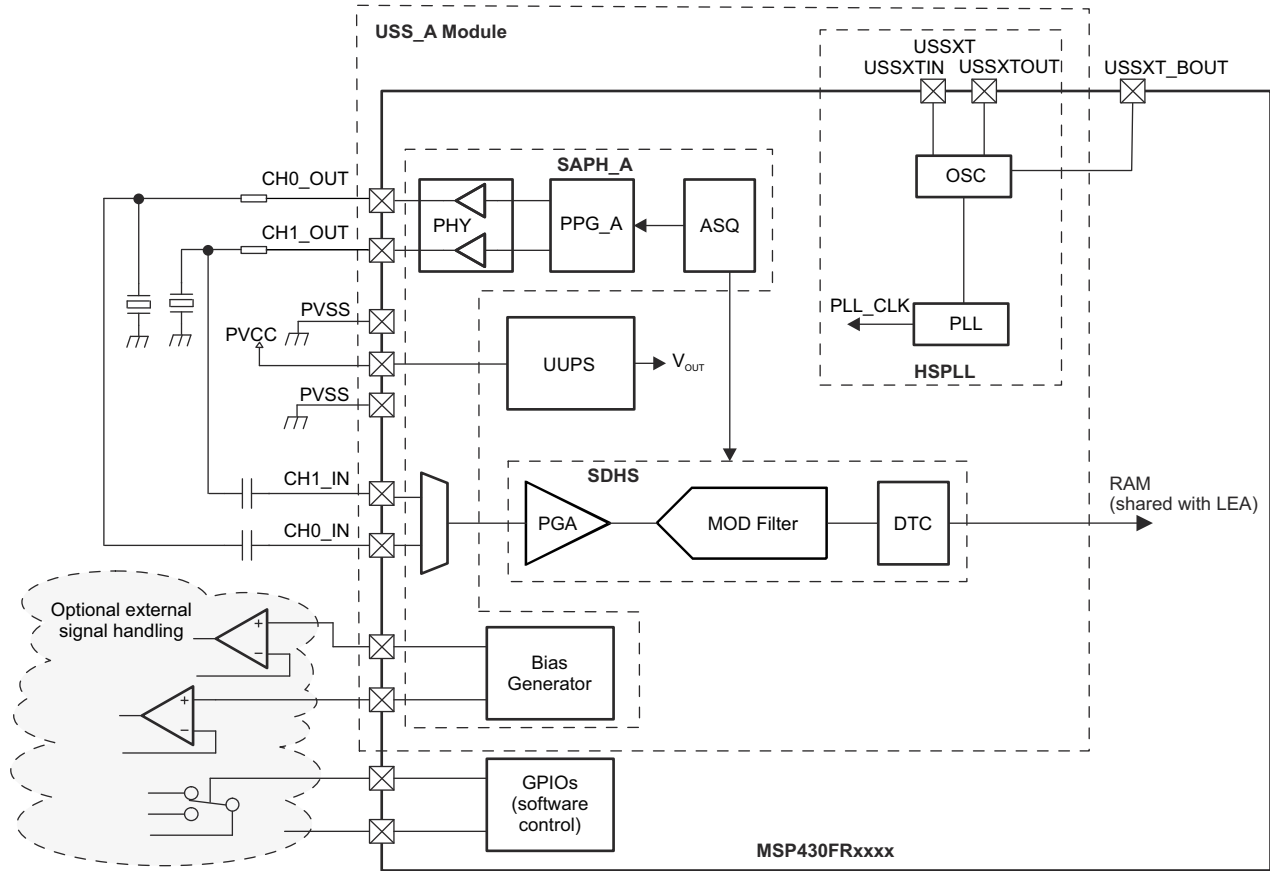 USS_A Module
USSXT
USSXTIN
USSXTOUT
USSXT_BOUT
SAPH_A
CH0_OUT
PHY
PPG_A
ASQ
OSC
CH1_OUT
PVSS
PVCC
UUPS
VOUT
PLL_CLK
PLL
HSPLL
PVSS
SDHS
CH1_IN
PGA
MOD Filter
DTC
RAM
(shared with LEA)
CH0_IN
Optional external
signal handling
+
−
Bias
Generator
+
−
GPIOs
(software
control)
MSP430FRxxxx